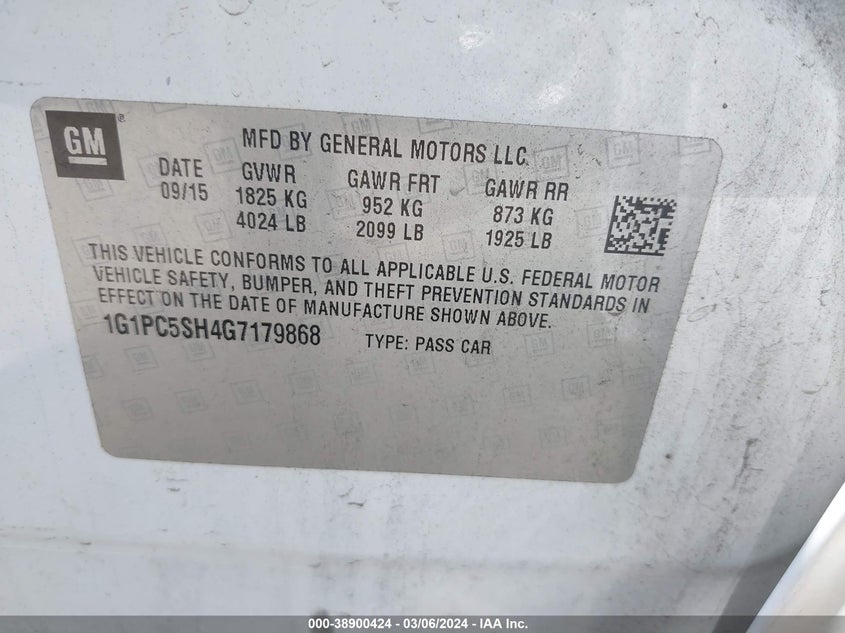 GM ®
MFD BY GENERAL MOTORS LLC
DATE GVWR GAWR FRT GAWR RR
09/15 1825 KG 952 KG 873 KG
4024 LB 2099 LB 1925 LB
THIS VEHICLE CONFORMS TO ALL APPLICABLE U.S. FEDERAL MOTOR
VEHICLE SAFETY, BUMPER, AND THEFT PREVENTION STANDARDS IN
EFFECT ON THE DATE OF MANUFACTURE SHOWN ABOVE.
1G1PC5SH4G7179868 TYPE: PASS CAR
000-38900424 - 03/06/2024 - IAA Inc.